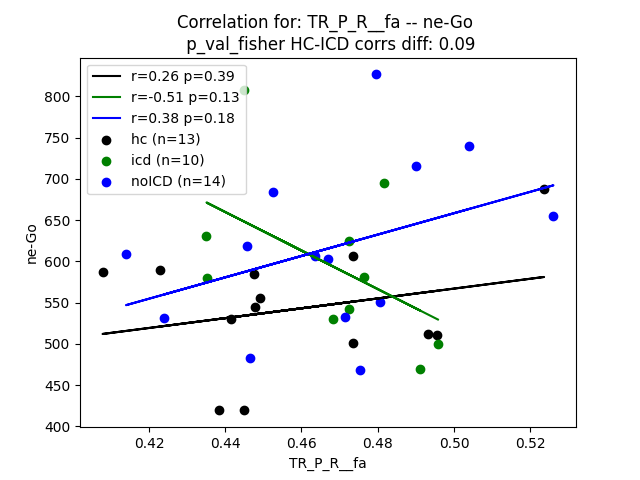 Correlation for: TR_P_R__fa -- ne-Go
p_val_fisher HC-ICD corrs diff: 0.09
r=0.26 p=0.39
r=-0.51 p=0.13
r=0.38 p=0.18
hc (n=13)
icd (n=10)
noICD (n=14)
800
750
700
650
600
550
500
450
400
ne-Go
0.42 0.44 0.46 0.48 0.50 0.52
TR_P_R__fa